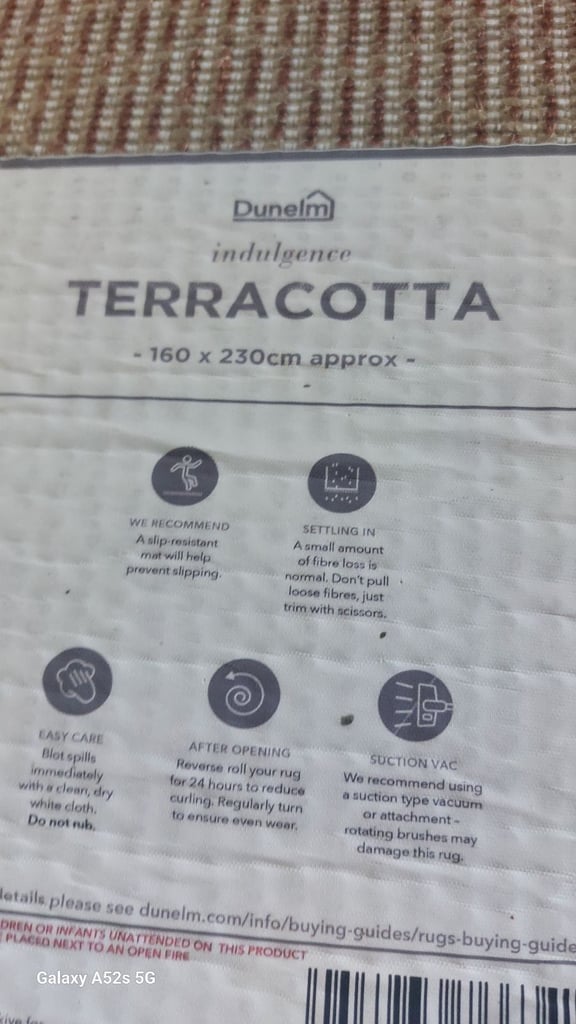 Dunelm
indulgence
TERRACOTTA
- 160 x 230cm approx -
WE RECOMMEND
A slip-resistant
mat will help
prevent slipping.
SETTLING IN
A small amount
of fibre loss is
normal. Don't pull
loose fibres, just
trim with scissors.
EASY CARE
Blot spills
immediately
with a clean, dry
white cloth.
Do not rub.
AFTER OPENING
Reverse roll your rug
for 24 hours to reduce
curling. Regularly turn
to ensure even wear.
SUCTION VAC
We recommend using
a suction type vacuum
or attachment -
rotating brushes may
damage this rug.
details please see dunelm.com/info/buying-guides/rugs-buying-guide
DREN OR INFANTS UNATTENDED ON THIS PRODUCT
PLACED NEXT TO AN OPEN FIRE
Galaxy A52s 5G